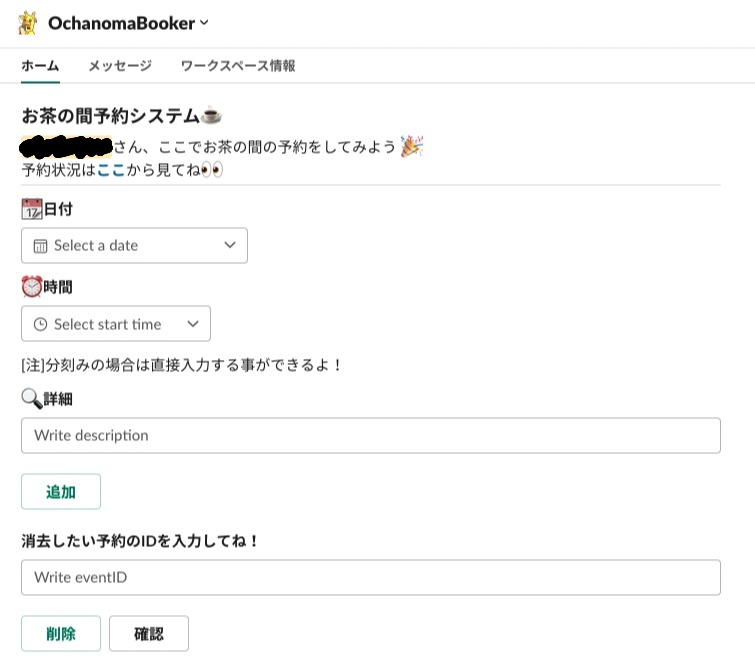 OchanomaBooker
ホーム メッセージ ワークスペース情報
お茶の間予約システム
さん、ここでお茶の間の予約をしてみよう
予約状況はここから見てね
日付
Select a date
時間
Select start time
[注]分刻みの場合は直接入力する事ができるよ！
詳細
Write description
追加
消去したい予約のIDを入力してね！
Write eventID
削除 確認